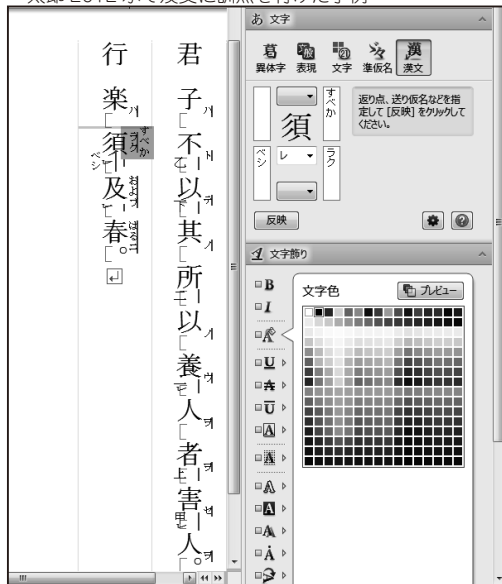 君子不以其所以養人者害人。
行楽須及春。
あ 文字
異体字 表現 文字 準仮名 漢文
須
すべか
ベシ
ラク
レ
返り点、送り仮名などを指
定して [反映] をクリックして
ください。
反映
文字飾り
文字色
プレビュー